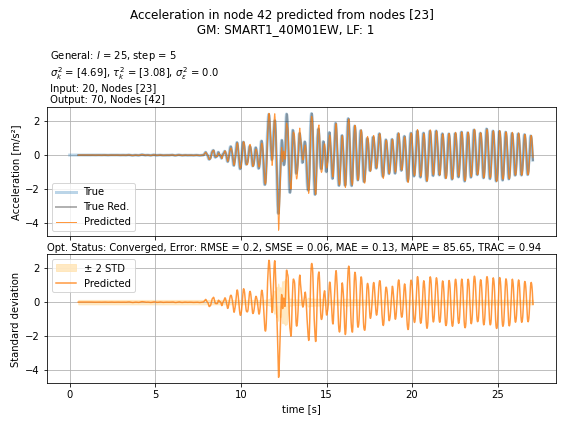 Acceleration in node 42 predicted from nodes [23]
GM: SMART1_40M01EW, LF: 1
General: l = 25, step = 5
σ²ₖ = [4.69], τ²ₖ = [3.08], σ²ε = 0.0
Input: 20, Nodes [23]
Output: 70, Nodes [42]
Acceleration [m/s²]
2
0
−2
−4
True
True Red.
Predicted
Opt. Status: Converged, Error: RMSE = 0.2, SMSE = 0.06, MAE = 0.13, MAPE = 85.65, TRAC = 0.94
Standard deviation
2
0
−2
−4
± 2 STD
Predicted
0 5 10 15 20 25
time [s]